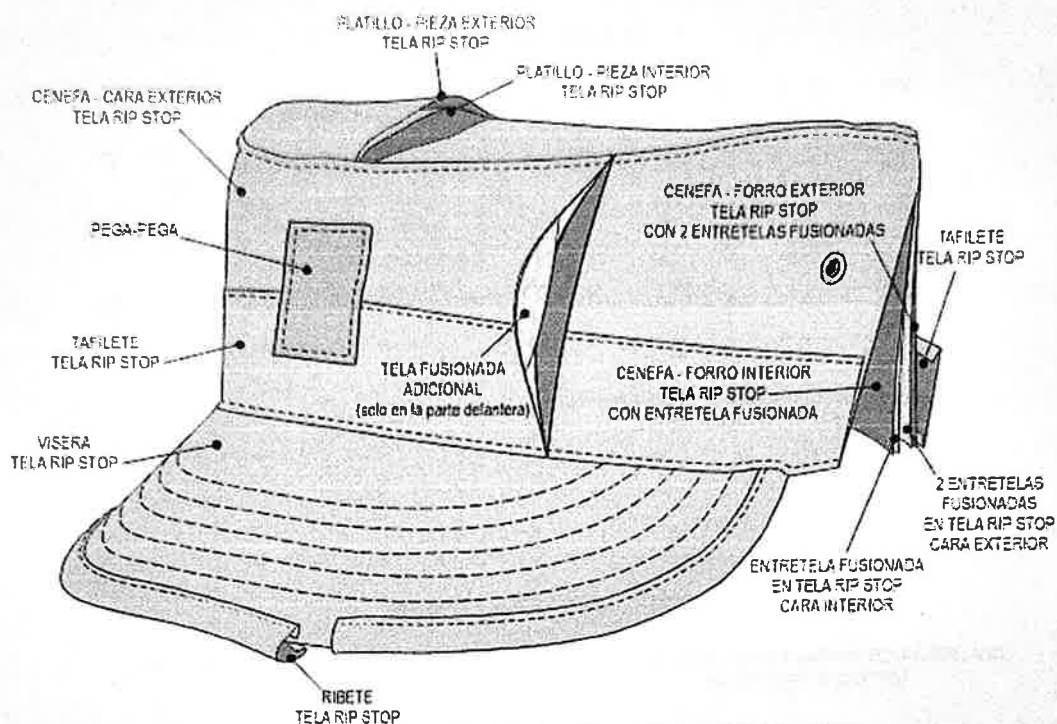 PLATILLO - PIEZA EXTERIOR
TELA RIP STOP
PLATILLO - PIEZA INTERIOR
TELA RIP STOP
CENEFA - CARA EXTERIOR
TELA RIP STOP
PEGA-PEGA
CENEFA - FORRO EXTERIOR
TELA RIP STOP
CON 2 ENTRETELAS FUSIONADAS
TAFILETE
TELA RIP STOP
TAFILETE
TELA RIP STOP
TELA FUSIONADA
ADICIONAL
(solo en la parte delantera)
CENEFA - FORRO INTERIOR
TELA RIP STOP
CON ENTRETELA FUSIONADA
VISERA
TELA RIP STOP
2 ENTRETELAS
FUSIONADAS
EN TELA RIP STOP
CARA EXTERIOR
ENTRETELA FUSIONADA
EN TELA RIP STOP
CARA INTERIOR
RIBETE
TELA RIP STOP